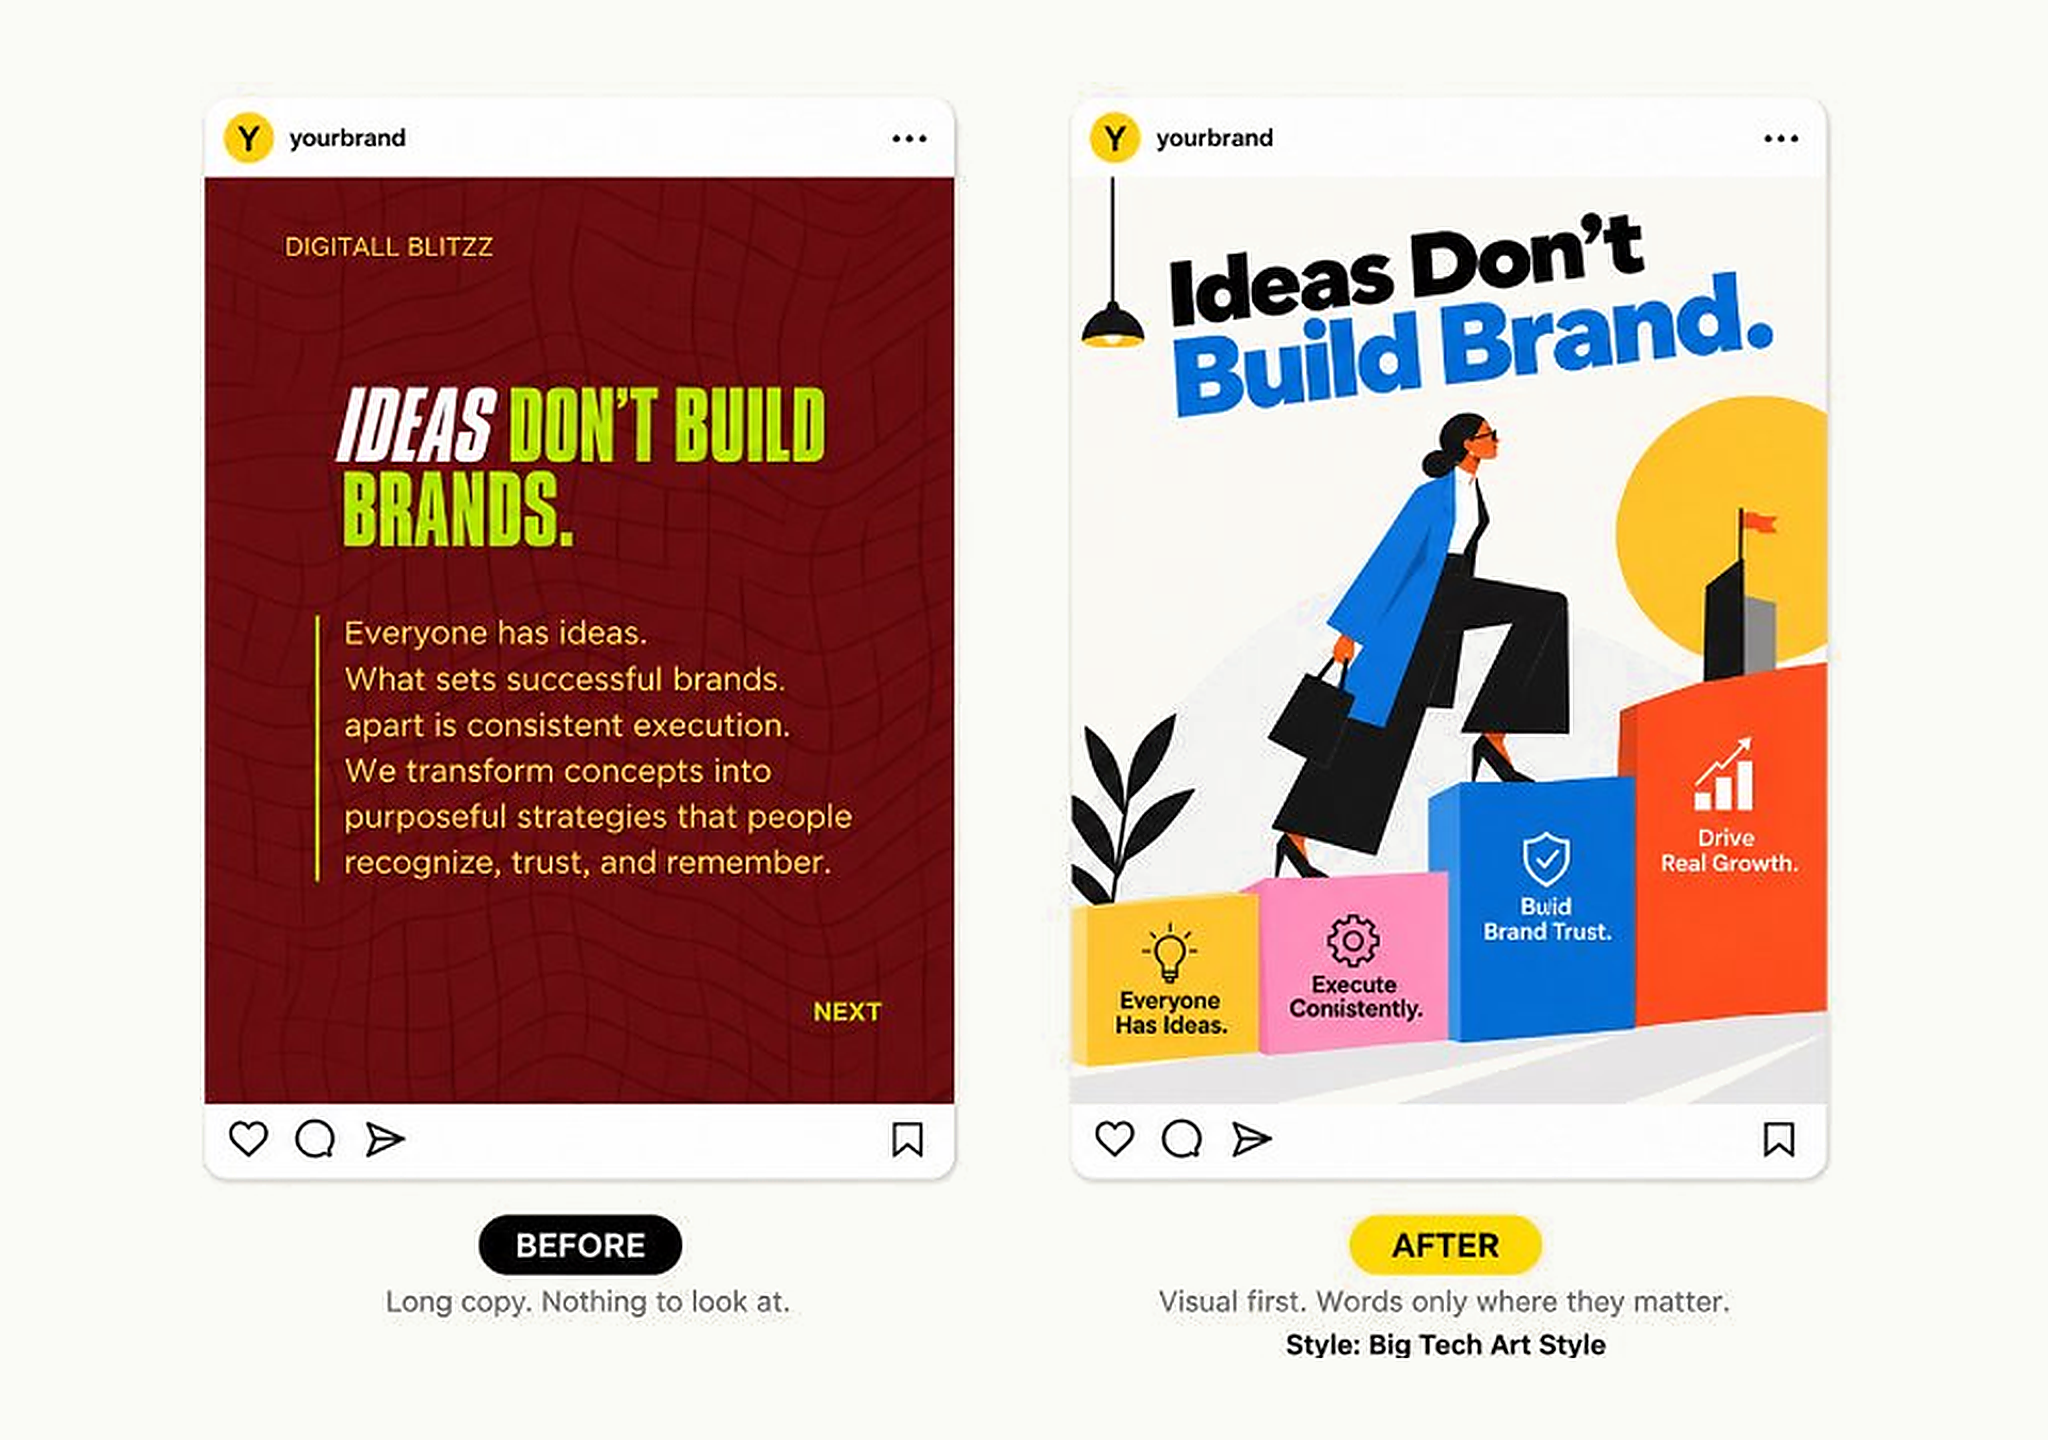 Y yourbrand
DIGITALL BLITZZ
IDEAS DON'T BUILD
BRANDS.
Everyone has ideas.
What sets successful brands.
apart is consistent execution.
We transform concepts into
purposeful strategies that people
recognize, trust, and remember.
NEXT
BEFORE
Long copy. Nothing to look at.
Y yourbrand
Ideas Don't
Build Brand.
Everyone
Has Ideas.
Execute
Consistently.
Build
Brand Trust.
Drive
Real Growth.
AFTER
Visual first. Words only where they matter.
Style: Big Tech Art Style